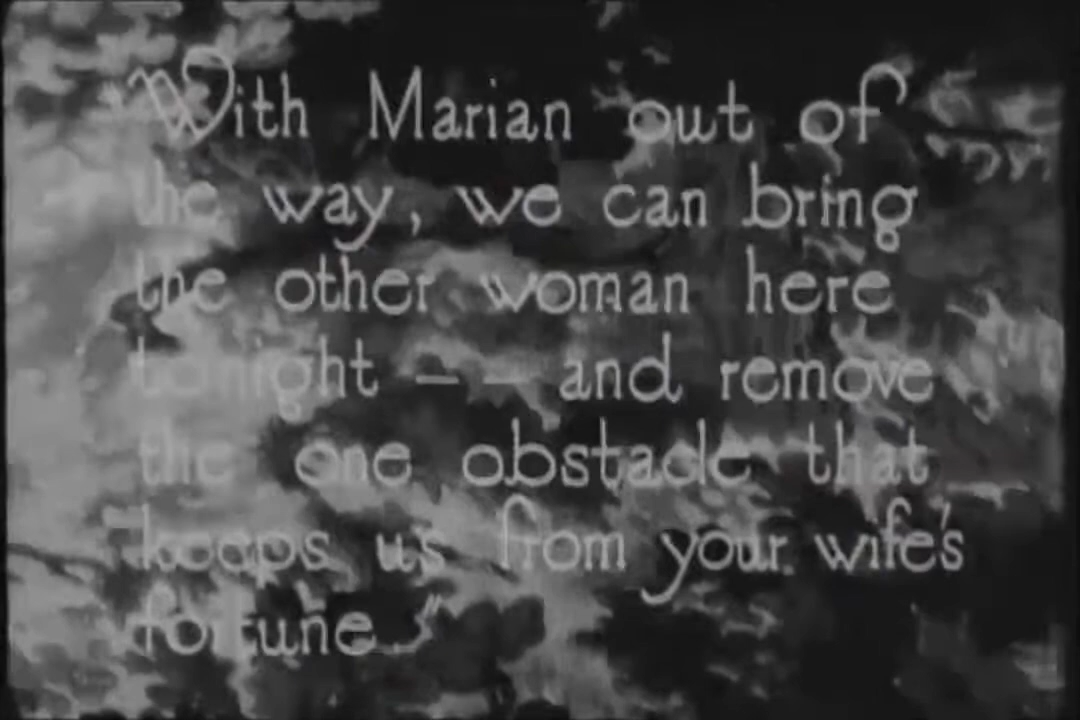 "With Marian out of
the way, we can bring
the other woman here
tonight -- and remove
the one obstacle that
keeps us from your wife's
fortune."